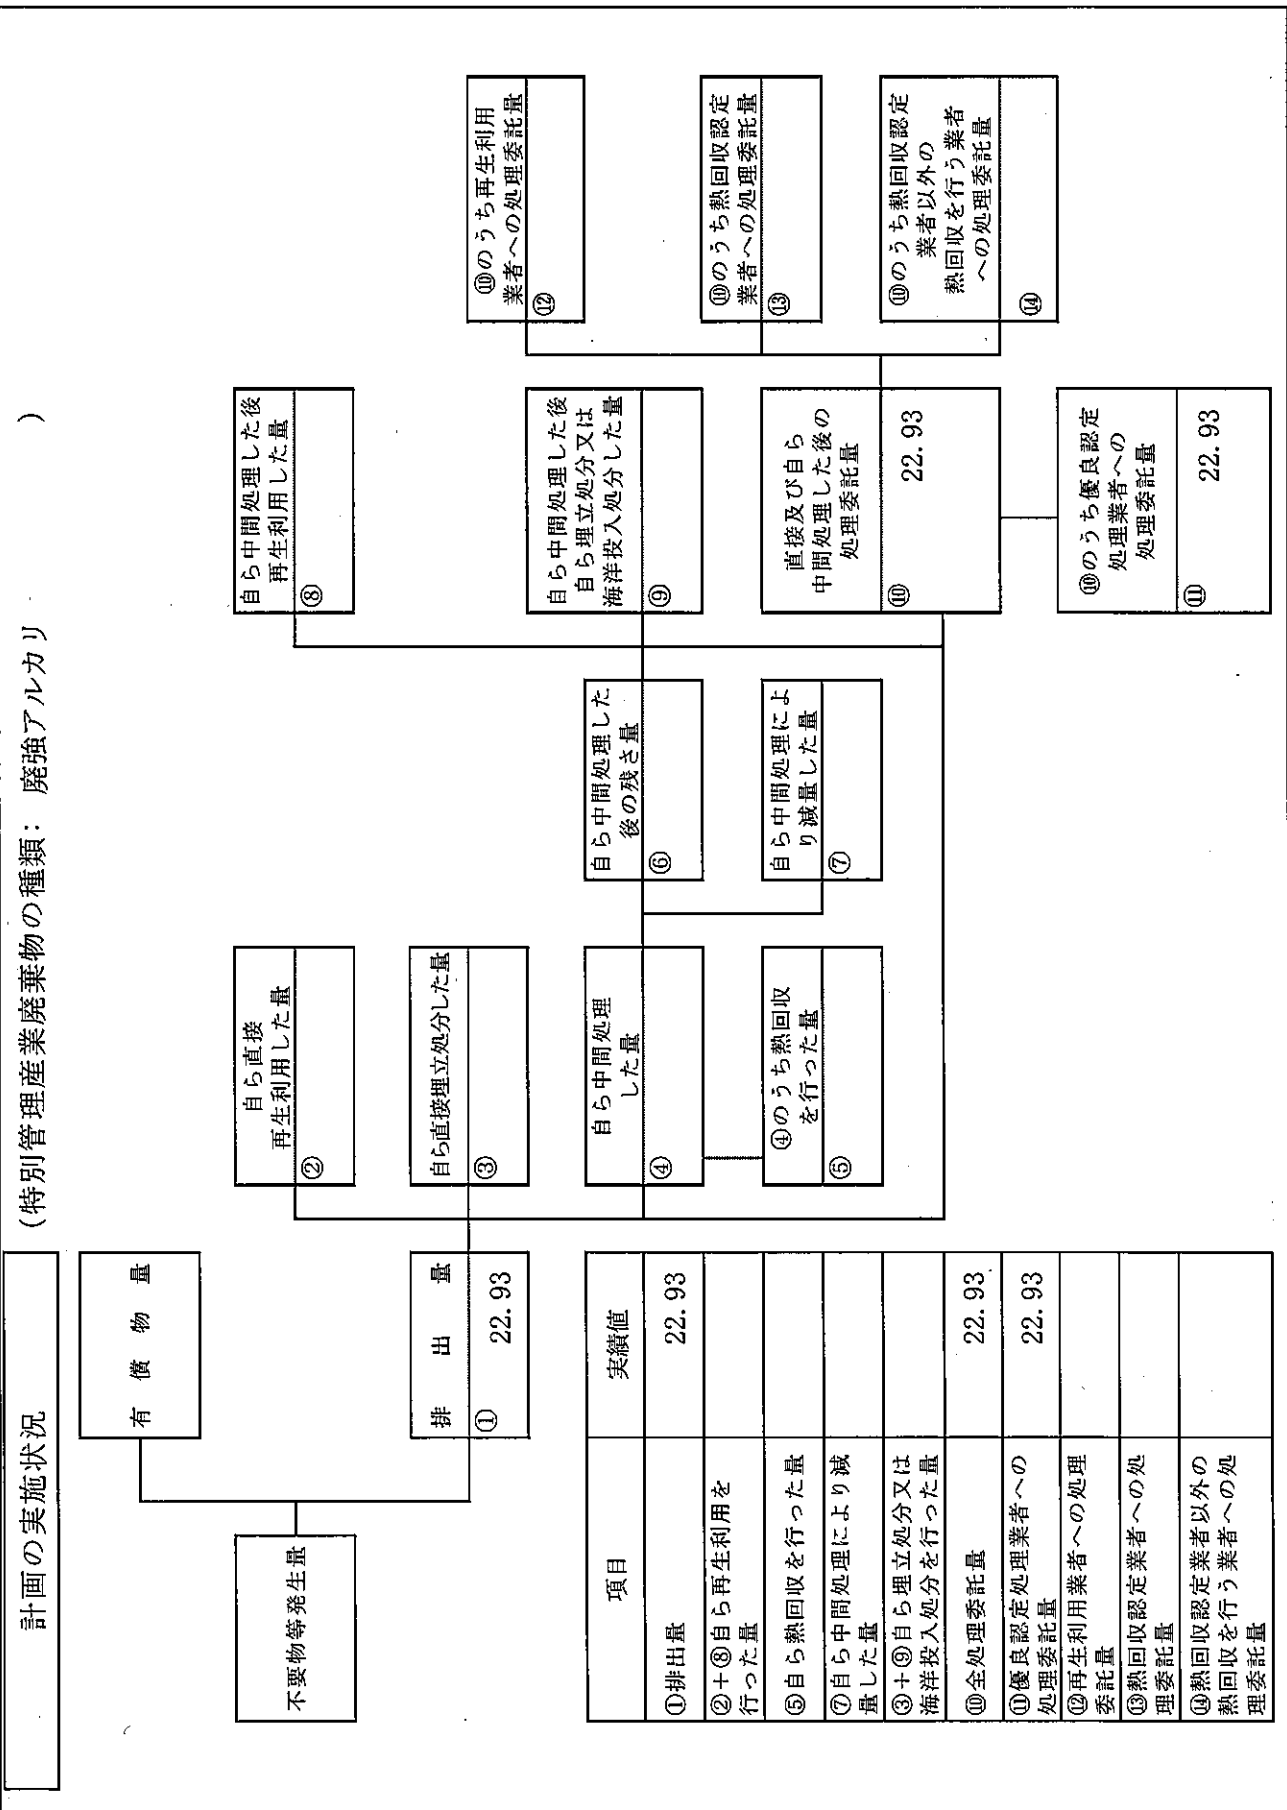 計画の実施状況
(特別管理産業廃棄物の種類： 廃強アルカリ )
不要物等発生量
有 償 物 量
排 出 量
① 22.93
自ら直接
再生利用した量
②
自ら直接埋立処分した量
③
自ら中間処理
した量
④
④のうち熱回収
を行った量
⑤
自ら中間処理した
後の残さ量
⑥
自ら中間処理によ
り減量した量
⑦
自ら中間処理した後
再生利用した量
⑧
自ら中間処理した後
自ら埋立処分又は
海洋投入処分した量
⑨
直接及び自ら
中間処理した後の
処理委託量
⑩ 22.93
⑩のうち優良認定
処理業者への
処理委託量
⑪ 22.93
⑩のうち再生利用
業者への処理委託量
⑫
⑩のうち熱回収認定
業者への処理委託量
⑬
⑩のうち熱回収認定
業者以外の
熱回収を行う業者
への処理委託量
⑭
項目 実績値
①排出量 22.93
②＋⑧自ら再生利用を
行った量
⑤自ら熱回収を行った量
⑦自ら中間処理により減
量した量
③＋⑨自ら埋立処分又は
海洋投入処分を行った量
⑩全処理委託量 22.93
⑪優良認定処理業者への
処理委託量 22.93
⑫再生利用業者への処理
委託量
⑬熱回収認定業者への処
理委託量
⑭熱回収認定業者以外の
熱回収を行う業者への処
理委託量